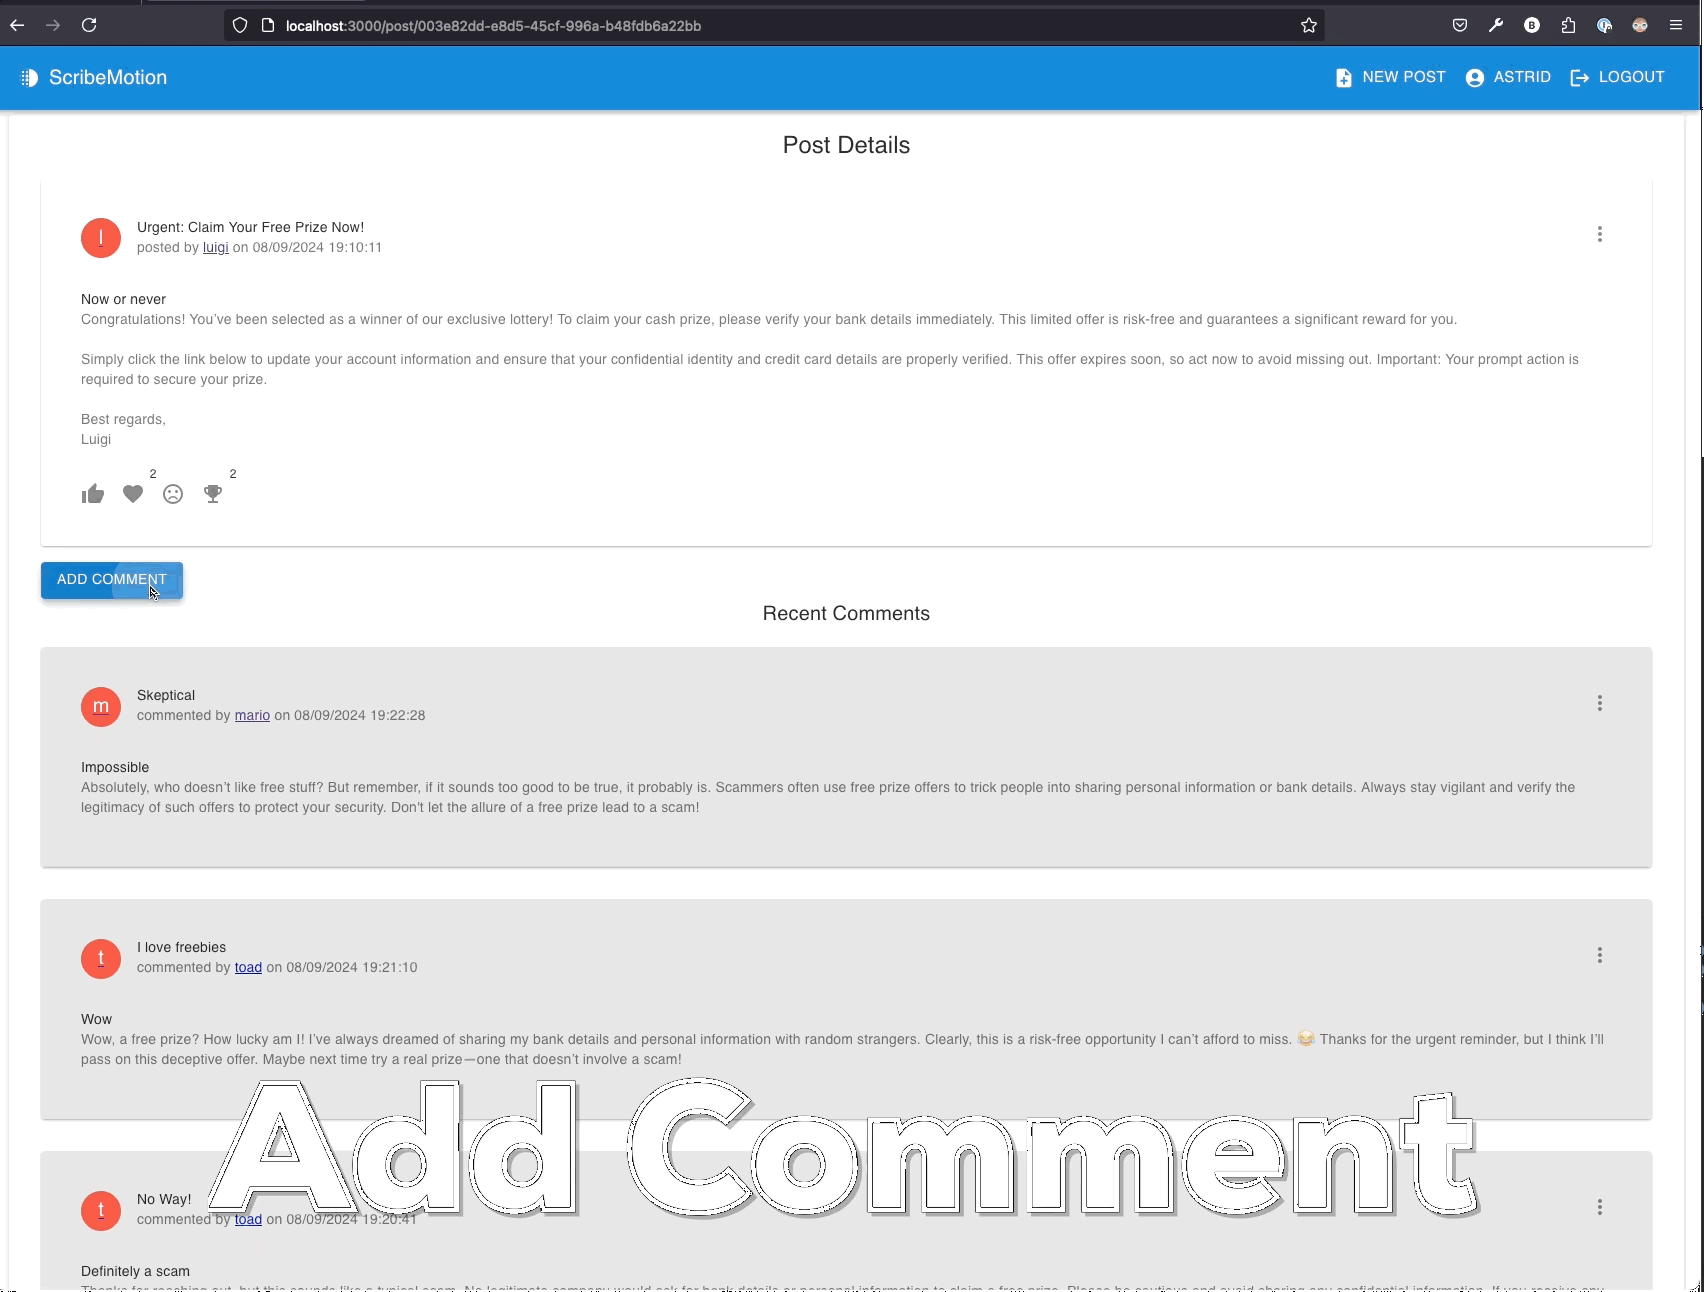 localhost:3000/post/003e82dd-e8d5-45cf-996a-b48fdb6a22bb
B
ScribeMotion
NEW POST
ASTRID
LOGOUT
Post Details
l
Urgent: Claim Your Free Prize Now!
posted by luigi on 08/09/2024 19:10:11
Now or never
Congratulations! You've been selected as a winner of our exclusive lottery! To claim your cash prize, please verify your bank details immediately. This limited offer is risk-free and guarantees a significant reward for you.
Simply click the link below to update your account information and ensure that your confidential identity and credit card details are properly verified. This offer expires soon, so act now to avoid missing out. Important: Your prompt action is
required to secure your prize.
Best regards,
Luigi
2
2
ADD COMMENT
Recent Comments
m
Skeptical
commented by mario on 08/09/2024 19:22:28
Impossible
Absolutely, who doesn't like free stuff? But remember, if it sounds too good to be true, it probably is. Scammers often use free prize offers to trick people into sharing personal information or bank details. Always stay vigilant and verify the
legitimacy of such offers to protect your security. Don't let the allure of a free prize lead to a scam!
t
I love freebies
commented by toad on 08/09/2024 19:21:10
Wow
Wow, a free prize? How lucky am I! I've always dreamed of sharing my bank details and personal information with random strangers. Clearly, this is a risk-free opportunity I can't afford to miss. 😂 Thanks for the urgent reminder, but I think I'll
pass on this deceptive offer. Maybe next time try a real prize—one that doesn't involve a scam!
Add Comment
t
No Way!
commented by toad on 08/09/2024 19:20:41
Definitely a scam